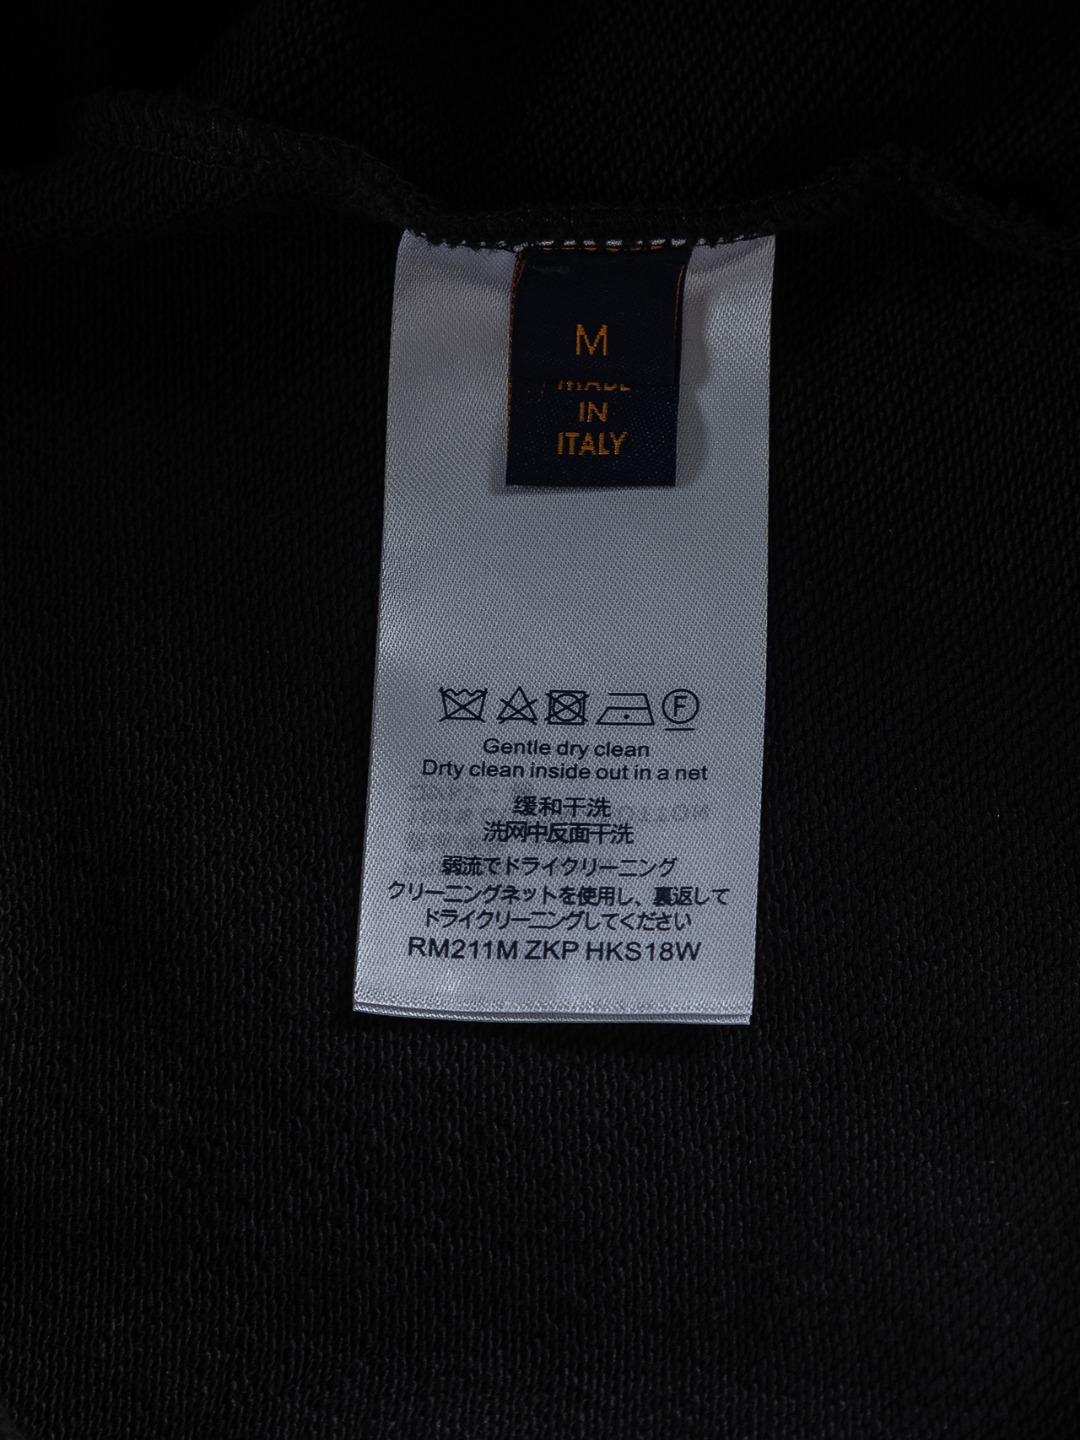 M
MADE
IN
ITALY
F
Gentle dry clean
Drty clean inside out in a net
缓和干洗
洗网中反面干洗
弱流でドライクリーニング
クリーニングネットを使用し、裏返して
ドライクリーニングしてください
RM211M ZKP HKS18W